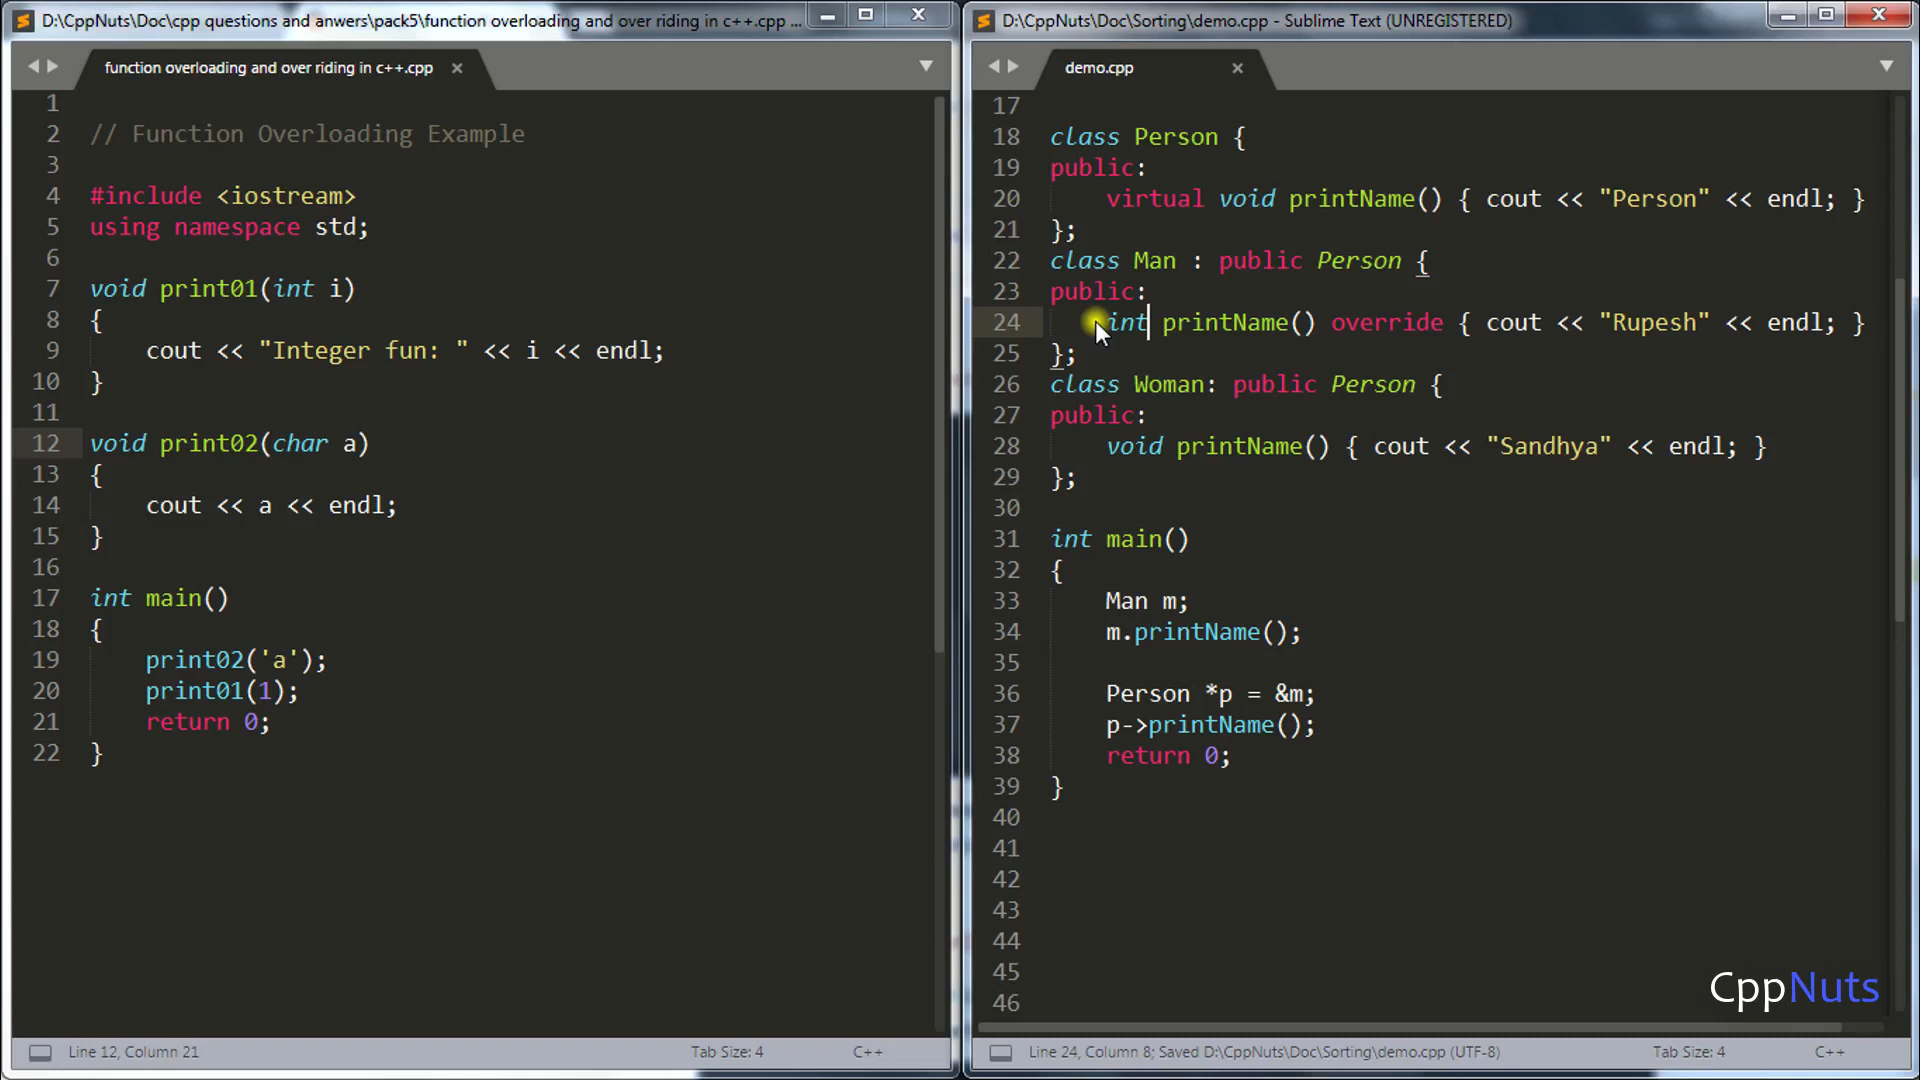 D:\CppNuts\Doc\cpp questions and anwers\pack5\function overloading and over riding in c++.cpp ...
function overloading and over riding in c++.cpp ×
1
2 // Function Overloading Example
3
4 #include <iostream>
5 using namespace std;
6
7 void print01(int i)
8 {
9 cout << "Integer fun: " << i << endl;
10 }
11
12 void print02(char a)
13 {
14 cout << a << endl;
15 }
16
17 int main()
18 {
19 print02('a');
20 print01(1);
21 return 0;
22 }
Line 12, Column 21 Tab Size: 4 C++
D:\CppNuts\Doc\Sorting\demo.cpp - Sublime Text (UNREGISTERED)
demo.cpp ×
17
18 class Person {
19 public:
20 virtual void printName() { cout << "Person" << endl; }
21 };
22 class Man : public Person {
23 public:
24 int printName() override { cout << "Rupesh" << endl; }
25 };
26 class Woman: public Person {
27 public:
28 void printName() { cout << "Sandhya" << endl; }
29 };
30
31 int main()
32 {
33 Man m;
34 m.printName();
35
36 Person *p = &m;
37 p->printName();
38 return 0;
39 }
40
41
42
43
44
45
46
CppNuts
Line 24, Column 8; Saved D:\CppNuts\Doc\Sorting\demo.cpp (UTF-8) Tab Size: 4 C++